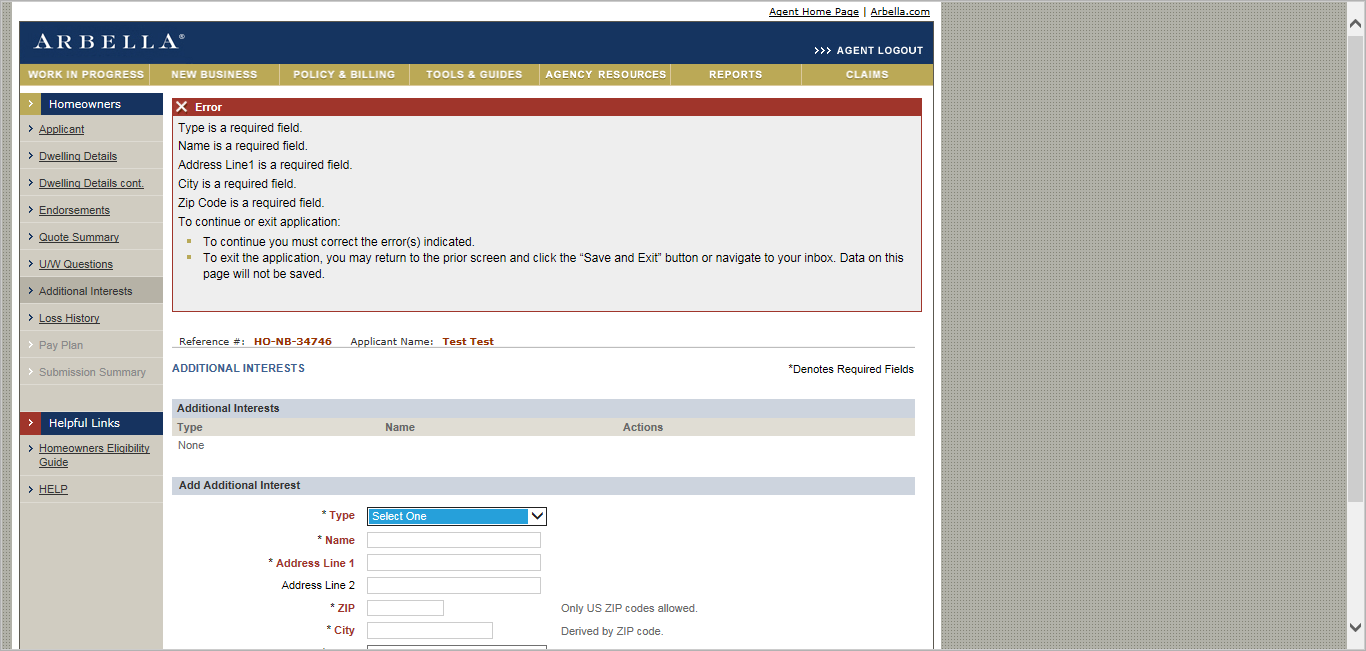 Agent Home Page | Arbella.com
ARBELLA®
>>> AGENT LOGOUT
WORK IN PROGRESS NEW BUSINESS POLICY & BILLING TOOLS & GUIDES AGENCY RESOURCES REPORTS CLAIMS
Homeowners
Applicant
Dwelling Details
Dwelling Details cont.
Endorsements
Quote Summary
U/W Questions
Additional Interests
Loss History
Pay Plan
Submission Summary
Helpful Links
Homeowners Eligibility
Guide
HELP
Error
Type is a required field.
Name is a required field.
Address Line1 is a required field.
City is a required field.
Zip Code is a required field.
To continue or exit application:
To continue you must correct the error(s) indicated.
To exit the application, you may return to the prior screen and click the “Save and Exit” button or navigate to your inbox. Data on this
page will not be saved.
Reference #: HO-NB-34746 Applicant Name: Test Test
ADDITIONAL INTERESTS *Denotes Required Fields
Additional Interests
Type Name Actions
None
Add Additional Interest
* Type Select One
* Name
* Address Line 1
Address Line 2
* ZIP Only US ZIP codes allowed.
* City Derived by ZIP code.